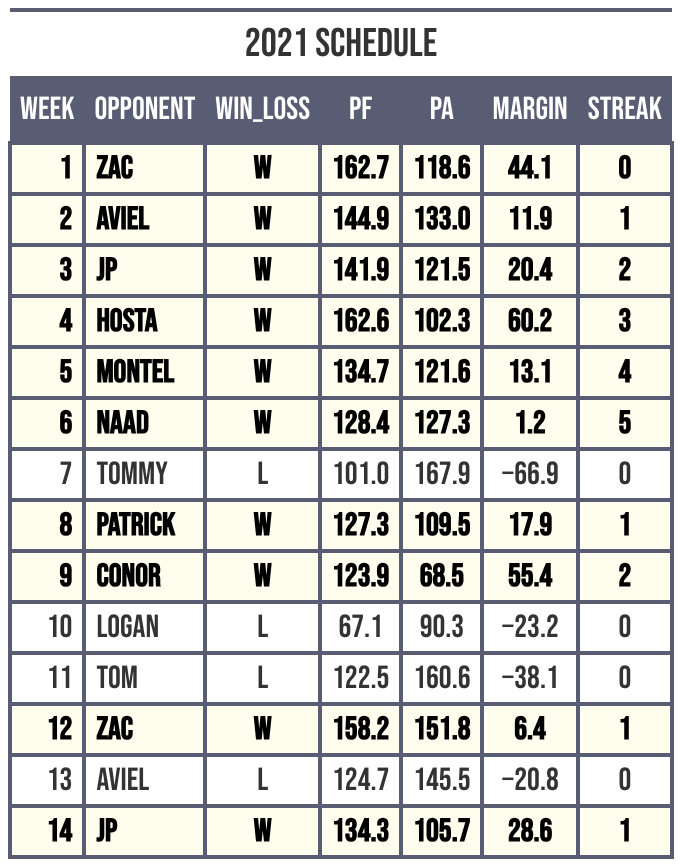 2021 SCHEDULE
WEEK OPPONENT WIN_LOSS PF PA MARGIN STREAK
1 ZAC W 162.7 118.6 44.1 0
2 AVIEL W 144.9 133.0 11.9 1
3 JP W 141.9 121.5 20.4 2
4 HOSTA W 162.6 102.3 60.2 3
5 MONTEL W 134.7 121.6 13.1 4
6 NAAD W 128.4 127.3 1.2 5
7 TOMMY L 101.0 167.9 −66.9 0
8 PATRICK W 127.3 109.5 17.9 1
9 CONOR W 123.9 68.5 55.4 2
10 LOGAN L 67.1 90.3 −23.2 0
11 TOM L 122.5 160.6 −38.1 0
12 ZAC W 158.2 151.8 6.4 1
13 AVIEL L 124.7 145.5 −20.8 0
14 JP W 134.3 105.7 28.6 1